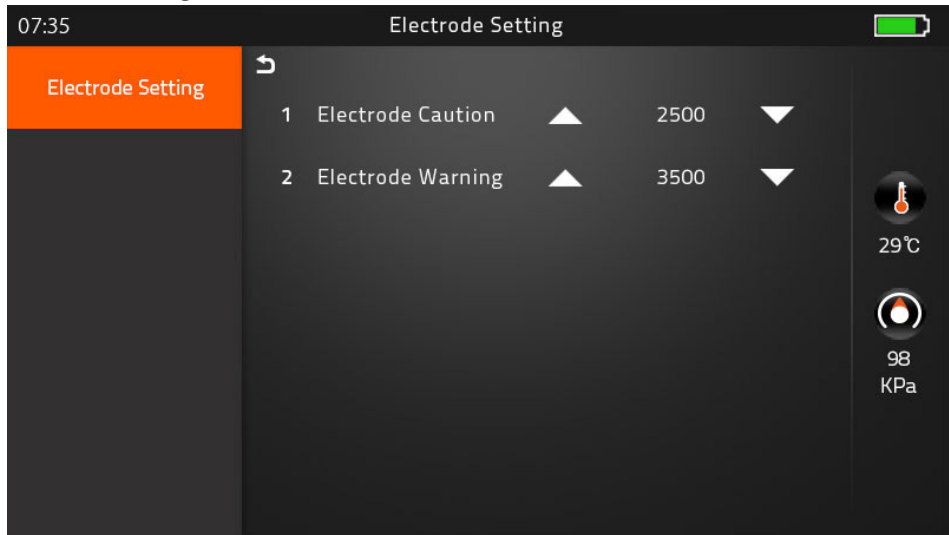 07:35 Electrode Setting
Electrode Setting
1 Electrode Caution 2500
2 Electrode Warning 3500
29℃
98
KPa